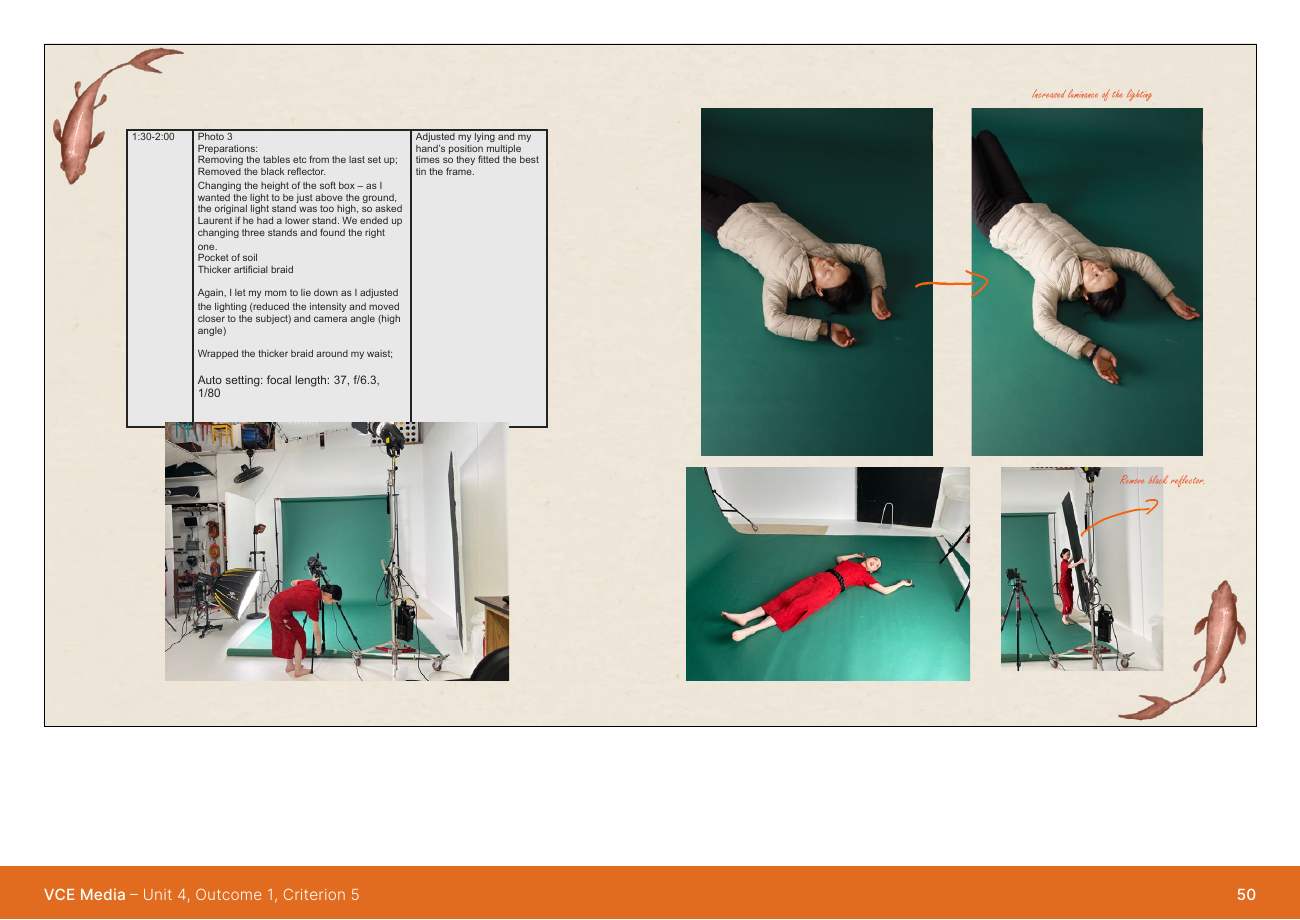 1:30-2:00
Photo 3
Preparations:
Removing the tables etc from the last set up;
Removed the black reflector.
Changing the height of the soft box – as I
wanted the light to be just above the ground,
the original light stand was too high, so asked
Laurent if he had a lower stand. We ended up
changing three stands and found the right
one.
Pocket of soil
Thicker artificial braid
Again, I let my mom to lie down as I adjusted
the lighting (reduced the intensity and moved
closer to the subject) and camera angle (high
angle)
Wrapped the thicker braid around my waist;
Auto setting: focal length: 37, f/6.3,
1/80
Adjusted my lying and my
hand's position multiple
times so they fitted the best
tin the frame.
Increased luminance of the lighting
Remove black reflector.
VCE Media – Unit 4, Outcome 1, Criterion 5
50